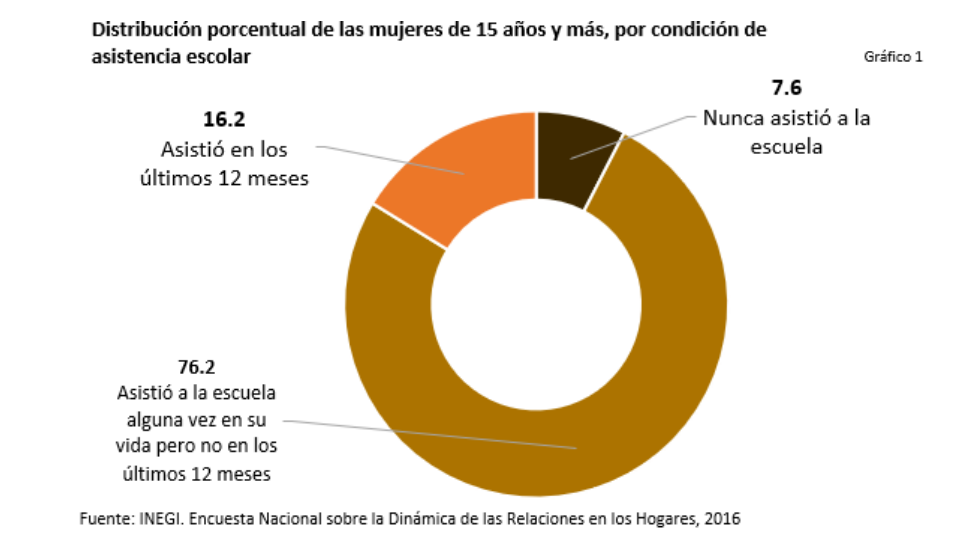 Distribución porcentual de las mujeres de 15 años y más, por condición de
asistencia escolar
Gráfico 1
7.6
Nunca asistió a la
escuela
16.2
Asistió en los
últimos 12 meses
76.2
Asistió a la escuela
alguna vez en su
vida pero no en los
últimos 12 meses
Fuente: INEGI. Encuesta Nacional sobre la Dinámica de las Relaciones en los Hogares, 2016